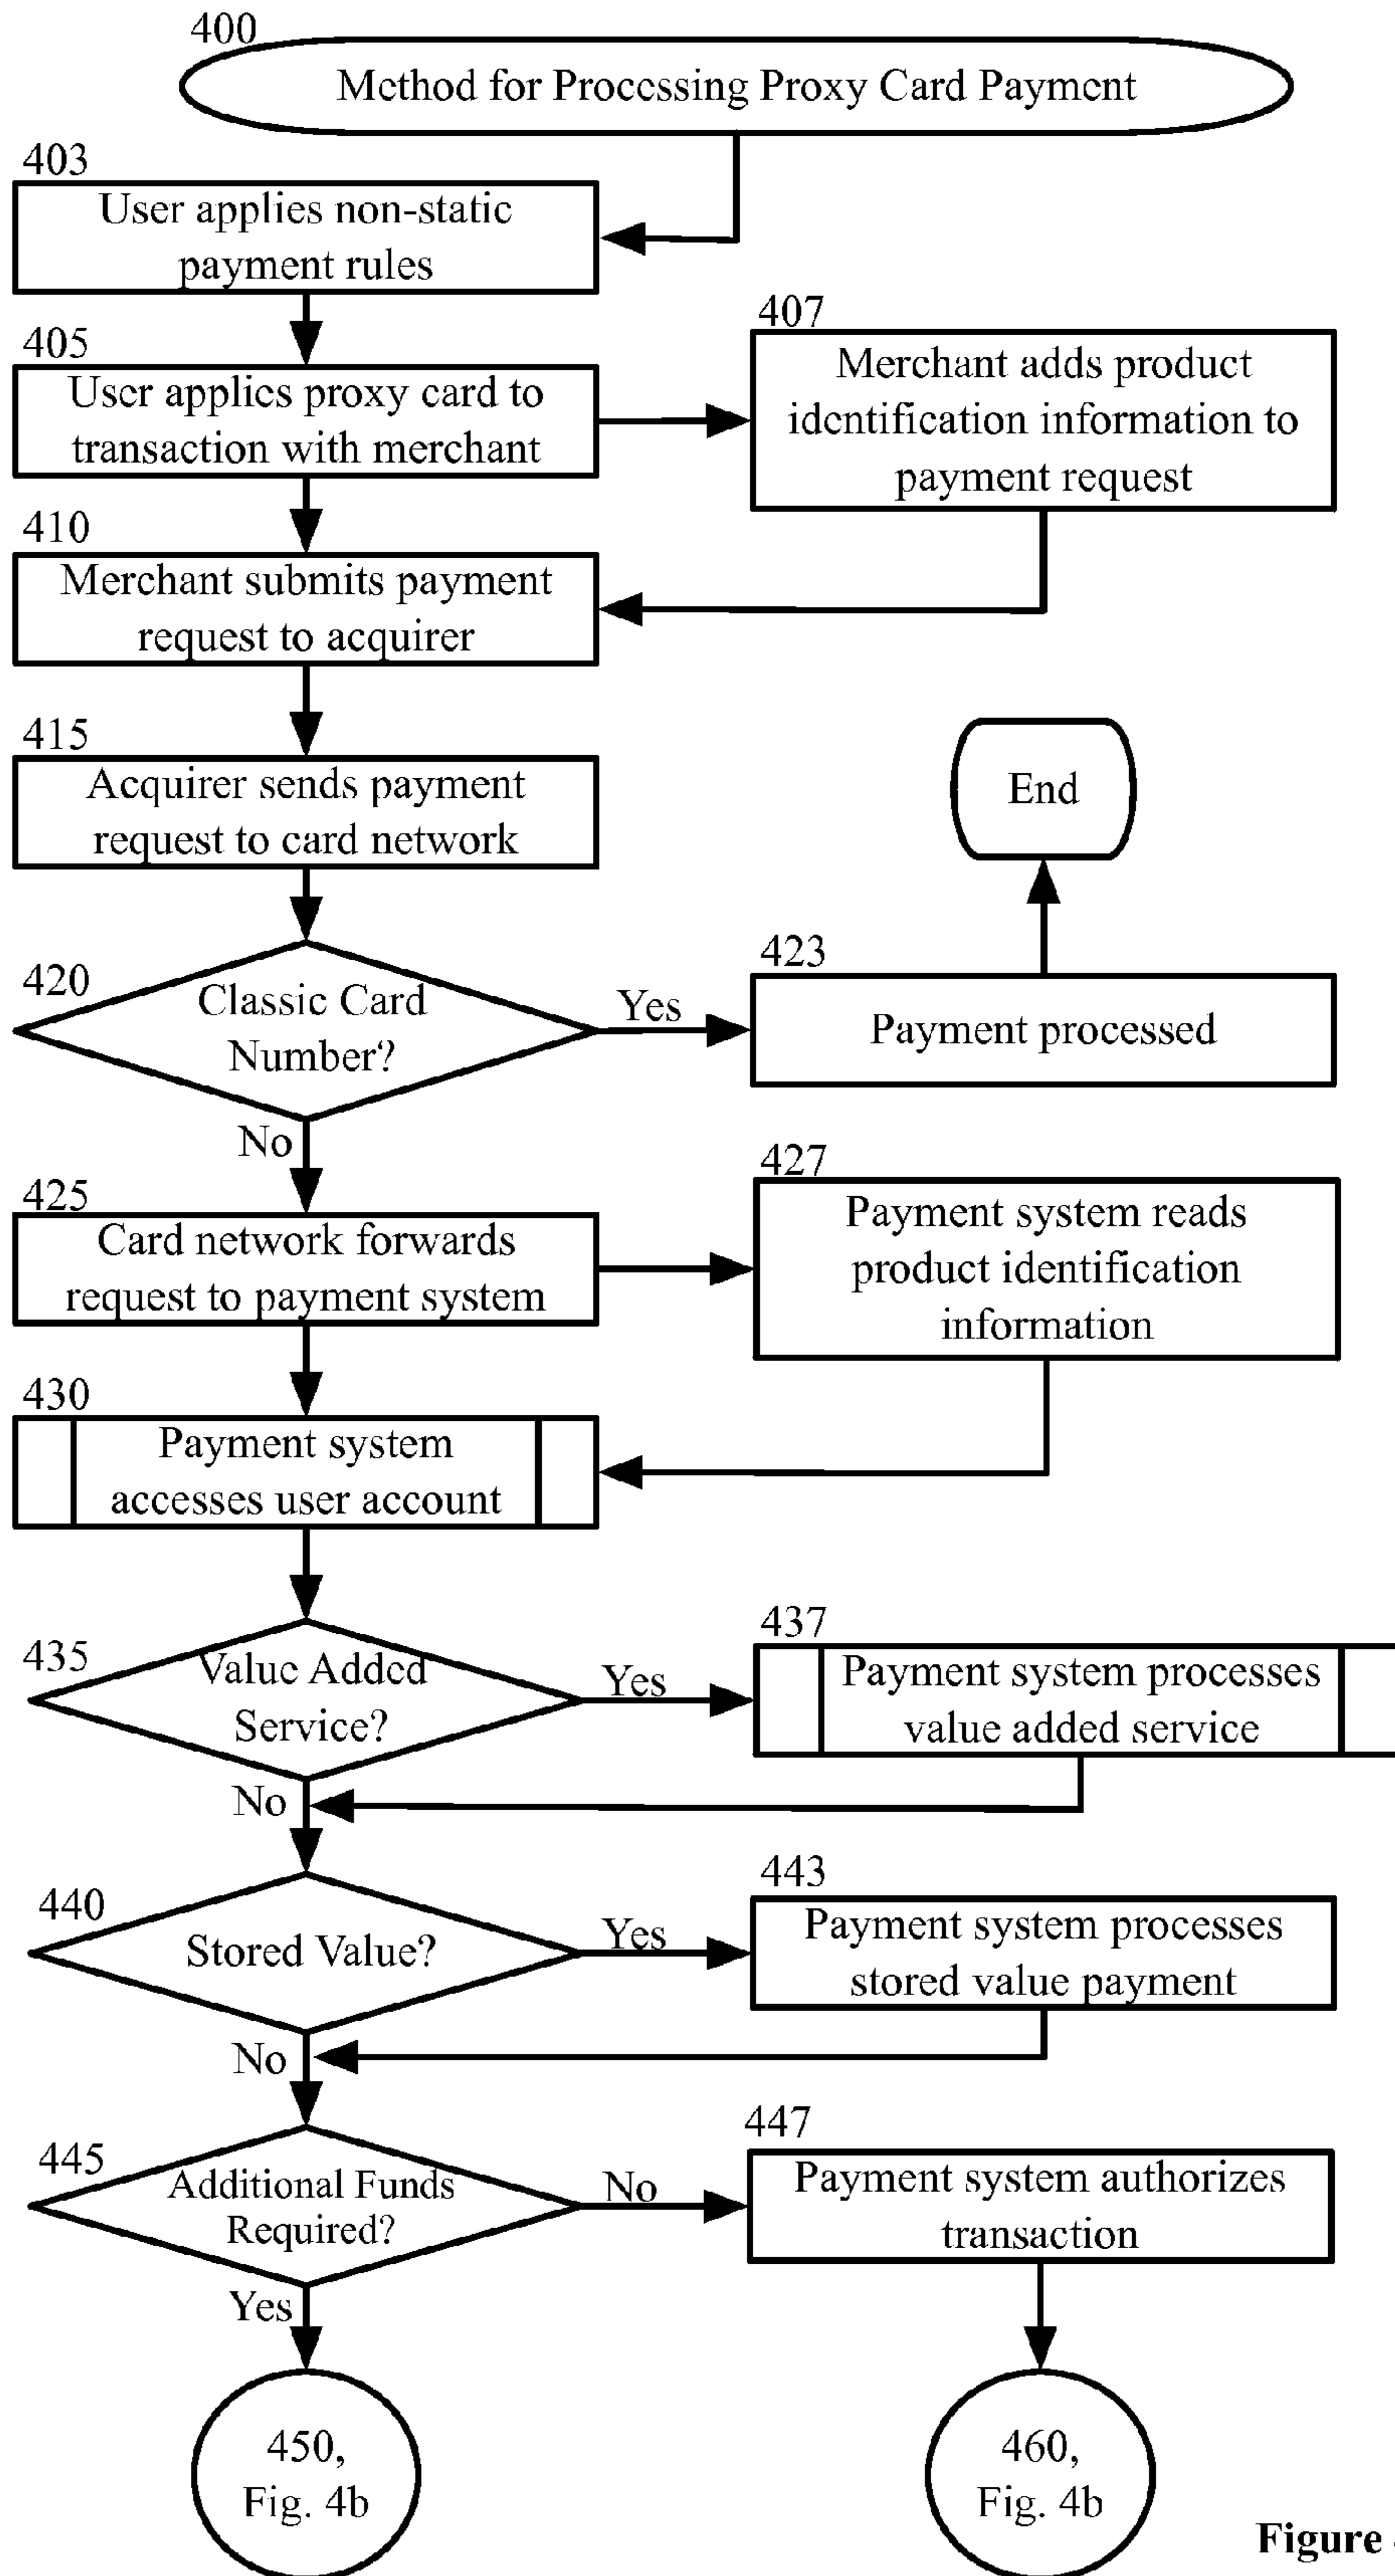 400
Method for Processing Proxy Card Payment
403
User applies non-static
payment rules
405
User applies proxy card to
transaction with merchant
407
Merchant adds product
identification information to
payment request
410
Merchant submits payment
request to acquirer
415
Acquirer sends payment
request to card network
End
420
Classic Card
Number?
Yes
423
Payment processed
No
425
Card network forwards
request to payment system
427
Payment system reads
product identification
information
430
Payment system
accesses user account
435
Value Added
Service?
Yes
437
Payment system processes
value added service
No
440
Stored Value?
Yes
443
Payment system processes
stored value payment
No
445
Additional Funds
Required?
No
447
Payment system authorizes
transaction
Yes
450,
Fig. 4b
460,
Fig. 4b
Figure